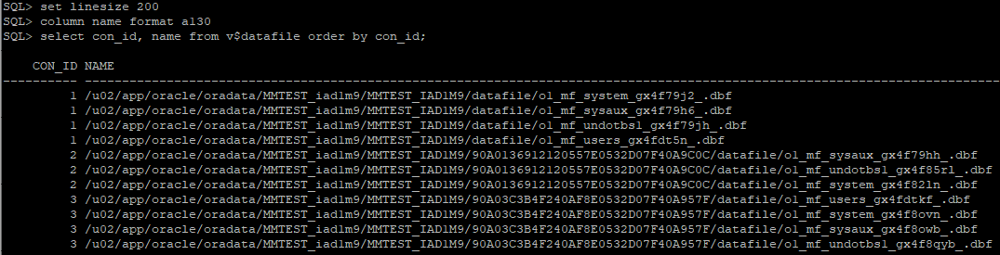 SQL> set linesize 200
SQL> column name format a130
SQL> select con_id, name from v$datafile order by con_id;
CON_ID NAME
1 /u02/app/oracle/oradata/MMTEST_iad1m9/MMTEST_IAD1M9/datafile/o1_mf_system_gx4f79j2_.dbf
1 /u02/app/oracle/oradata/MMTEST_iad1m9/MMTEST_IAD1M9/datafile/o1_mf_sysaux_gx4f79h6_.dbf
1 /u02/app/oracle/oradata/MMTEST_iad1m9/MMTEST_IAD1M9/datafile/o1_mf_undotbs1_gx4f79jh_.dbf
1 /u02/app/oracle/oradata/MMTEST_iad1m9/MMTEST_IAD1M9/datafile/o1_mf_users_gx4fdt5n_.dbf
2 /u02/app/oracle/oradata/MMTEST_iad1m9/MMTEST_IAD1M9/90A0136912120557E0532D07F40A9C0C/datafile/o1_mf_sysaux_gx4f79hh_.dbf
2 /u02/app/oracle/oradata/MMTEST_iad1m9/MMTEST_IAD1M9/90A0136912120557E0532D07F40A9C0C/datafile/o1_mf_undotbs1_gx4f85rl_.dbf
2 /u02/app/oracle/oradata/MMTEST_iad1m9/MMTEST_IAD1M9/90A0136912120557E0532D07F40A9C0C/datafile/o1_mf_system_gx4f82ln_.dbf
3 /u02/app/oracle/oradata/MMTEST_iad1m9/MMTEST_IAD1M9/90A03C3B4F240AF8E0532D07F40A957F/datafile/o1_mf_users_gx4fdtkf_.dbf
3 /u02/app/oracle/oradata/MMTEST_iad1m9/MMTEST_IAD1M9/90A03C3B4F240AF8E0532D07F40A957F/datafile/o1_mf_system_gx4f8ovn_.dbf
3 /u02/app/oracle/oradata/MMTEST_iad1m9/MMTEST_IAD1M9/90A03C3B4F240AF8E0532D07F40A957F/datafile/o1_mf_sysaux_gx4f8owb_.dbf
3 /u02/app/oracle/oradata/MMTEST_iad1m9/MMTEST_IAD1M9/90A03C3B4F240AF8E0532D07F40A957F/datafile/o1_mf_undotbs1_gx4f8qyb_.dbf